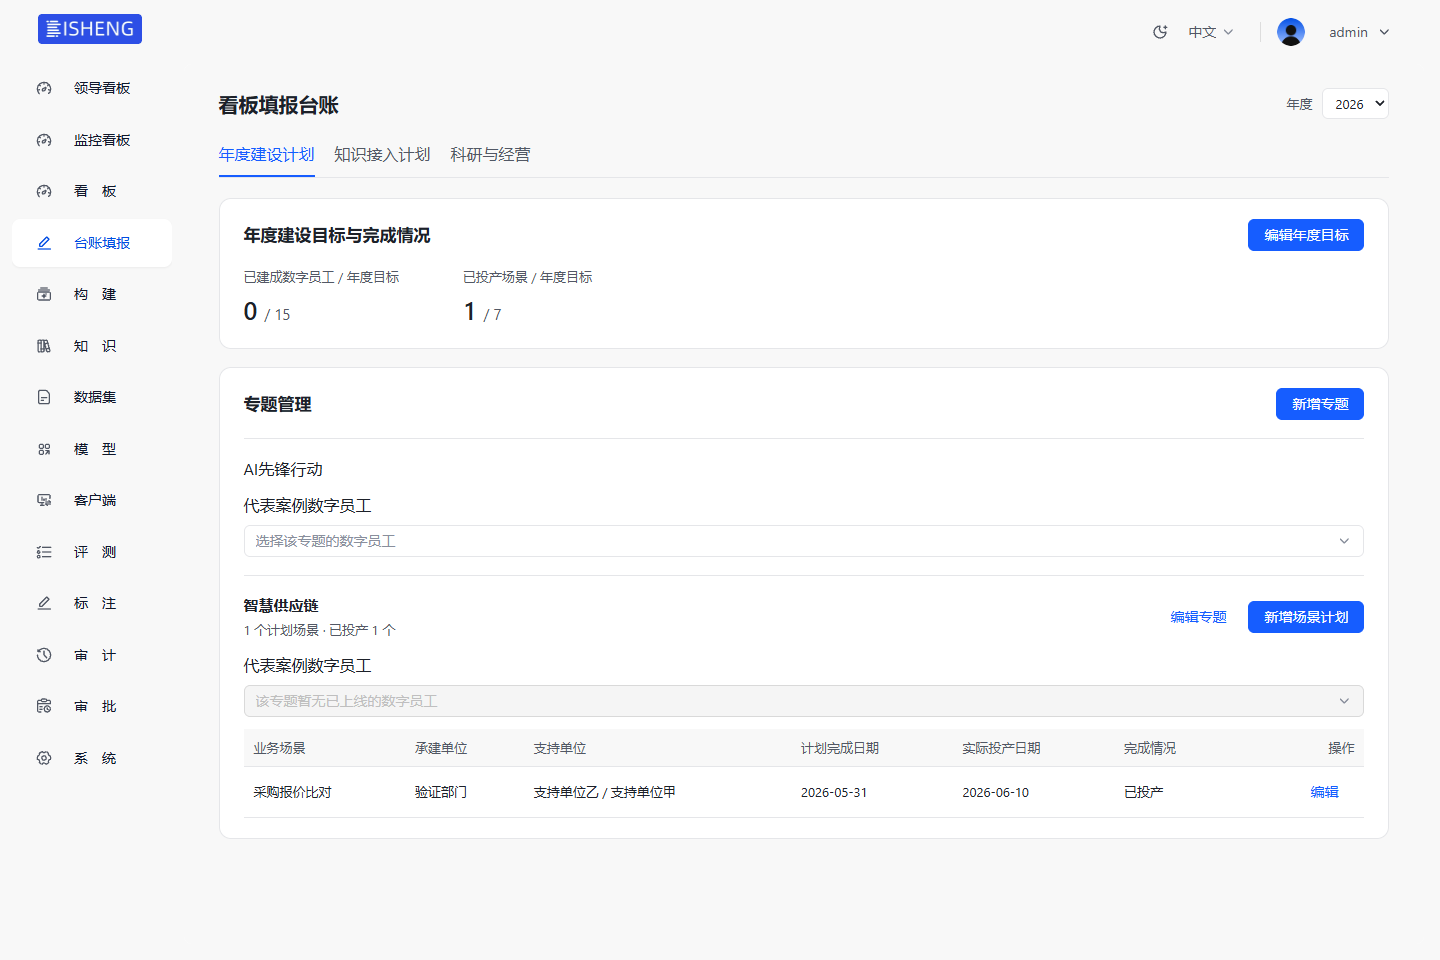 ISHENG
中文
admin
领导看板
监控看板
看 板
台账填报
构 建
知 识
数据集
模 型
客户端
评 测
标 注
审 计
审 批
系 统
看板填报台账
年度
2026
年度建设计划
知识接入计划
科研与经营
年度建设目标与完成情况
编辑年度目标
已建成数字员工 / 年度目标
已投产场景 / 年度目标
0 / 15
1 / 7
专题管理
新增专题
AI先锋行动
代表案例数字员工
选择该专题的数字员工
智慧供应链
1 个计划场景 · 已投产 1 个
编辑专题
新增场景计划
代表案例数字员工
该专题暂无已上线的数字员工
业务场景 承建单位 支持单位 计划完成日期 实际投产日期 完成情况 操作
采购报价比对 验证部门 支持单位乙 / 支持单位甲 2026-05-31 2026-06-10 已投产 编辑